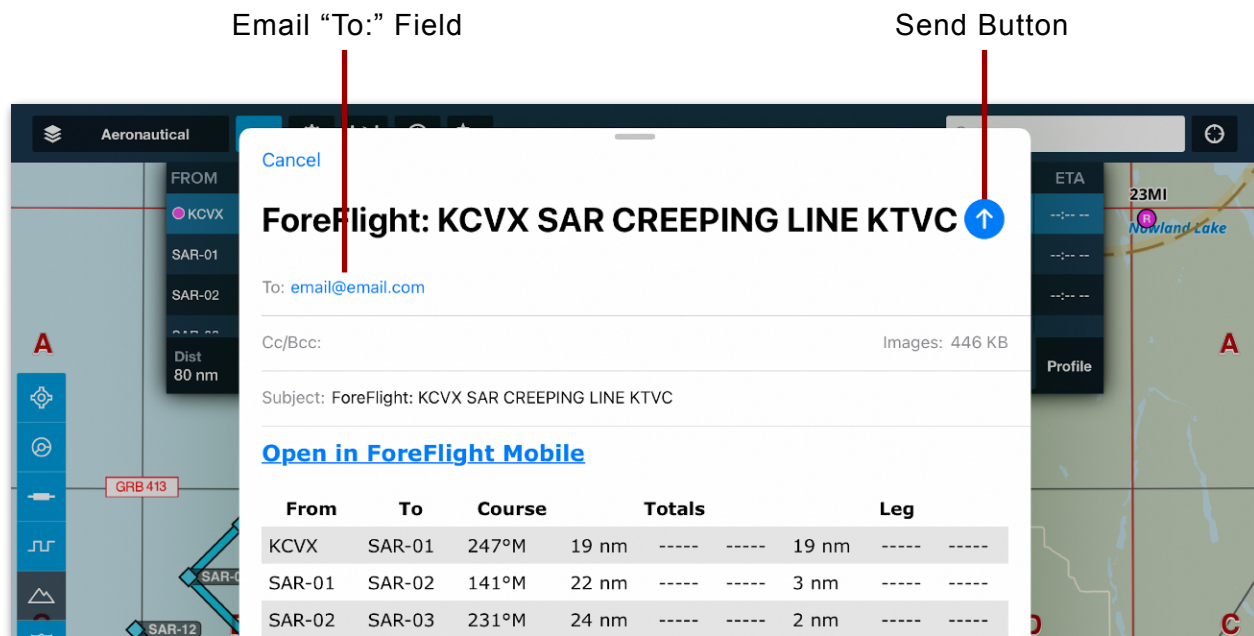 Email “To:” Field
Send Button
Aeronautical
Cancel
FROM
ETA
KCVX
--:-- --
23MI
R
Nowland Lake
ForeFlight: KCVX SAR CREEPING LINE KTVC
SAR-01
--:-- --
To: email@email.com
SAR-02
--:-- --
Cc/Bcc:
Images: 446 KB
A
A
Dist
80 nm
Profile
Subject: ForeFlight: KCVX SAR CREEPING LINE KTVC
Open in ForeFlight Mobile
GRB 413
From To Course Totals Leg
KCVX SAR-01 247°M 19 nm ----- ----- 19 nm ----- -----
SAR-01 SAR-02 141°M 22 nm ----- ----- 3 nm ----- -----
SAR-02 SAR-03 231°M 24 nm ----- ----- 2 nm ----- -----
SAR-12
C